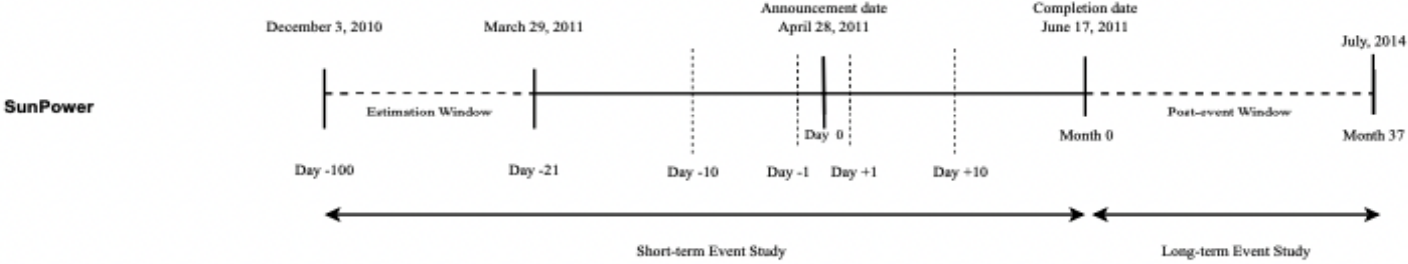 Announcement date
Completion date
December 3, 2010
March 29, 2011
April 28, 2011
June 17, 2011
July, 2014
SunPower
Estimation Window
Post-event Window
Day 0
Month 0
Month 37
Day -100
Day -21
Day -10
Day -1
Day +1
Day +10
Short-term Event Study
Long-term Event Study